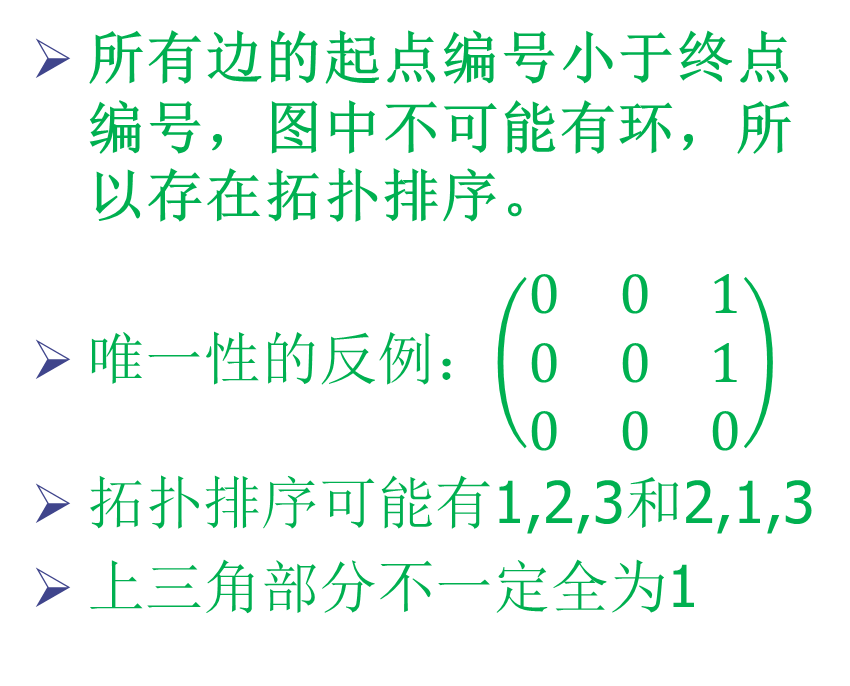 ➢ 所有边的起点编号小于终点
编号，图中不可能有环，所
以存在拓扑排序。
➢ 唯一性的反例：
0 0 1
0 0 1
0 0 0
➢ 拓扑排序可能有1,2,3和2,1,3
➢ 上三角部分不一定全为1